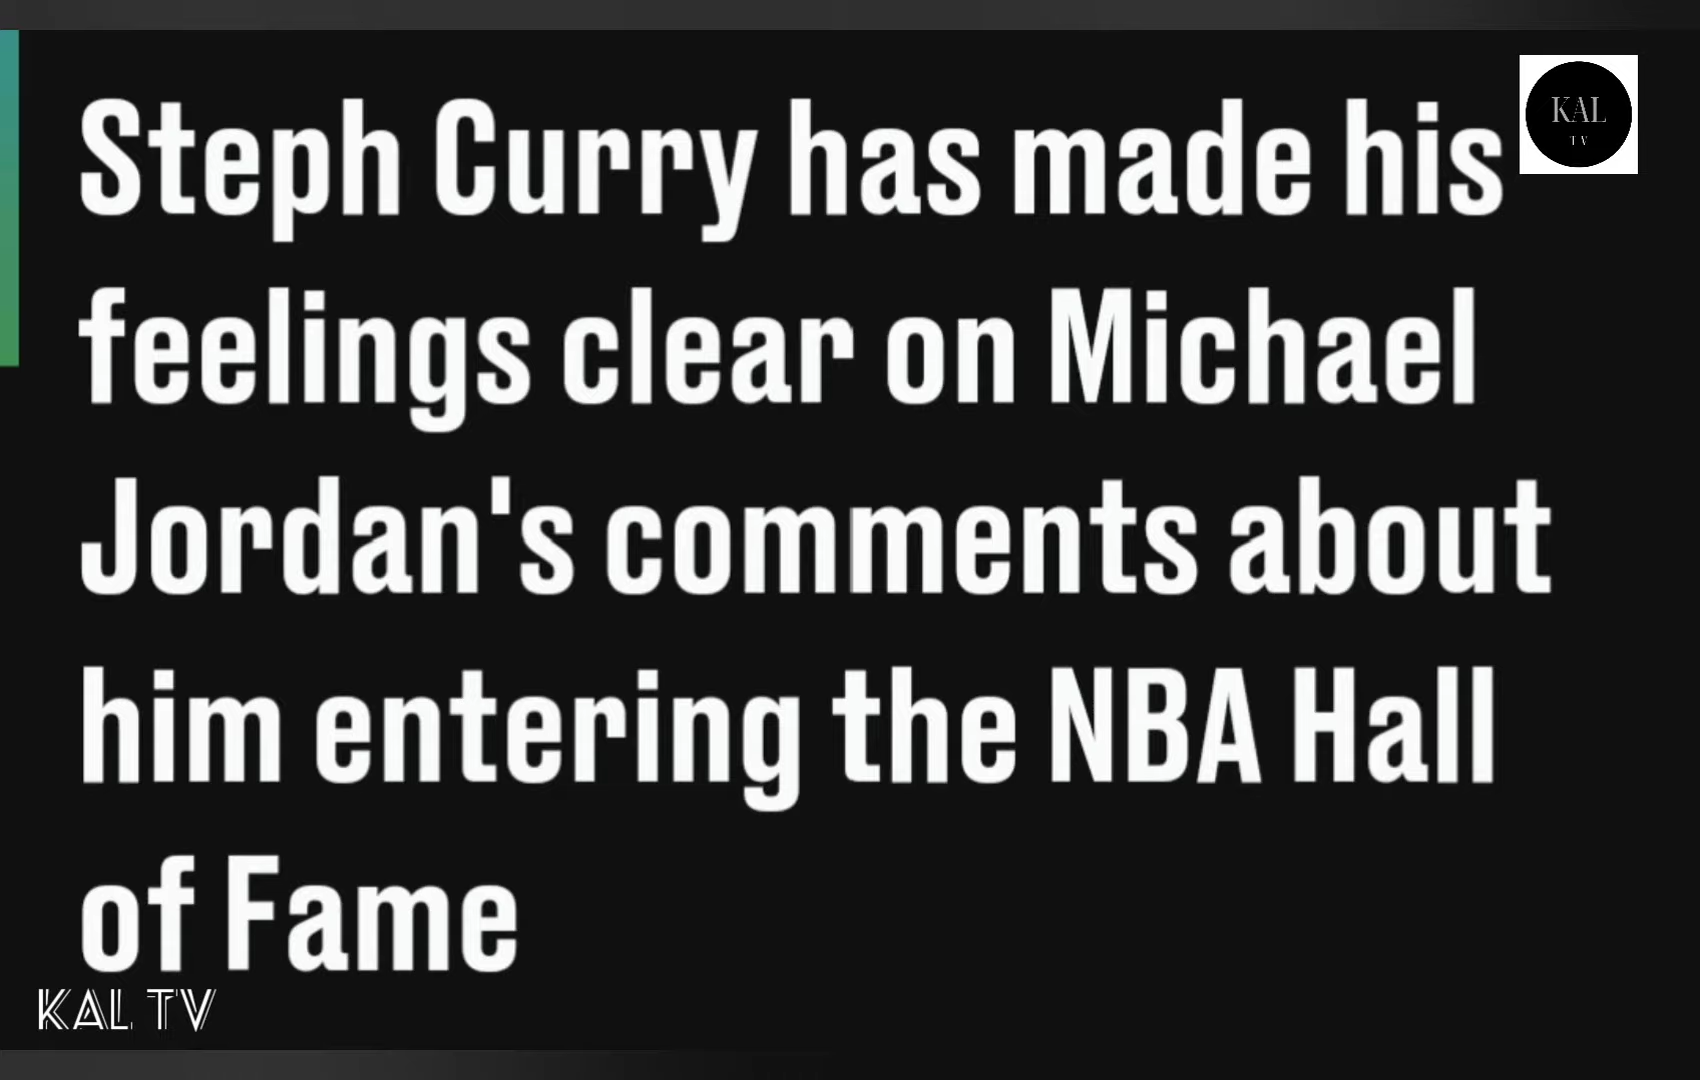 Steph Curry has made his
KAL
TV
feelings clear on Michael
Jordan's comments about
him entering the NBA Hall
of Fame
KAL TV